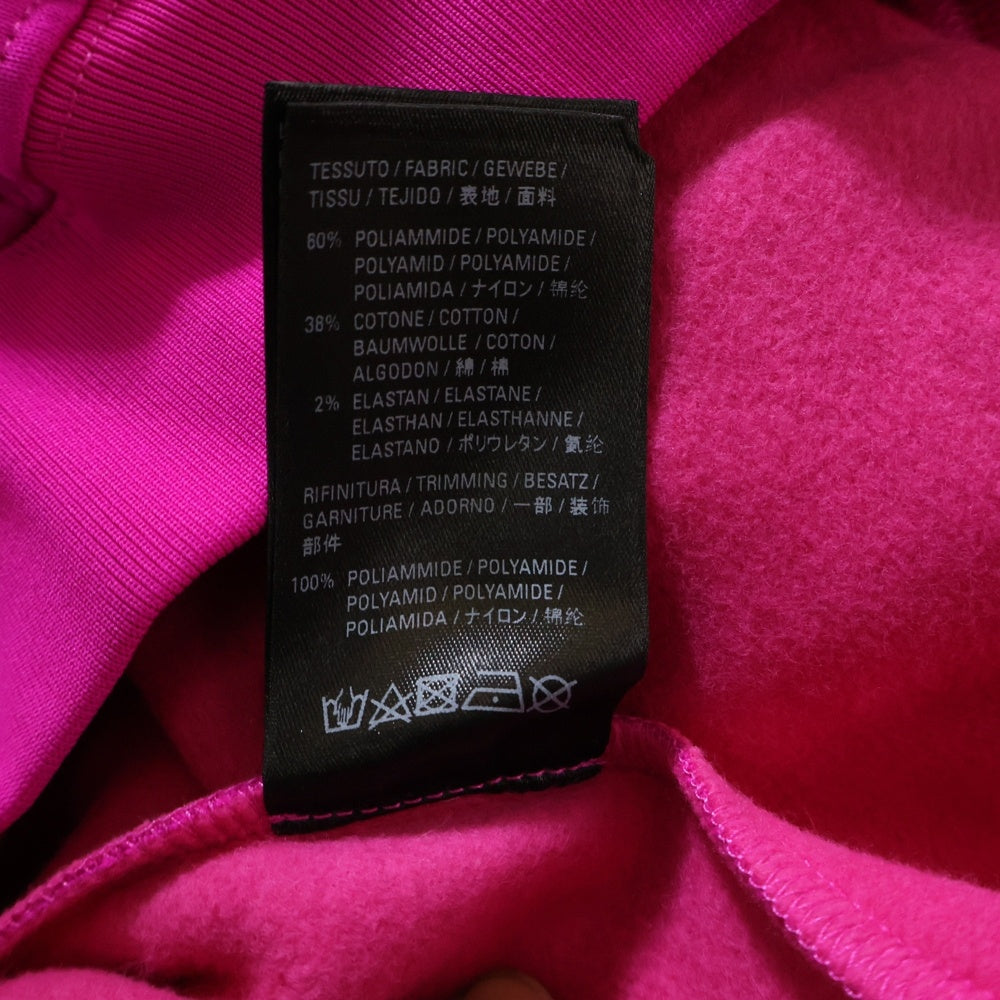 TESSUTO / FABRIC / GEWEBE /
TISSU / TEJIDO / 表地 / 面料
60% POLIAMMIDE / POLYAMIDE /
POLYAMID / POLYAMIDE /
POLIAMIDA / ナイロン / 锦纶
38% COTONE / COTTON /
BAUMWOLLE / COTON /
ALGODON / 綿 / 棉
2% ELASTAN / ELASTANE /
ELASTHAN / ELASTHANNE /
ELASTANO / ポリウレタン / 氨纶
RIFINITURA / TRIMMING / BESATZ /
GARNITURE / ADORNO / 一部 / 装饰
部件
100% POLIAMMIDE / POLYAMIDE /
POLYAMID / POLYAMIDE /
POLIAMIDA / ナイロン / 锦纶